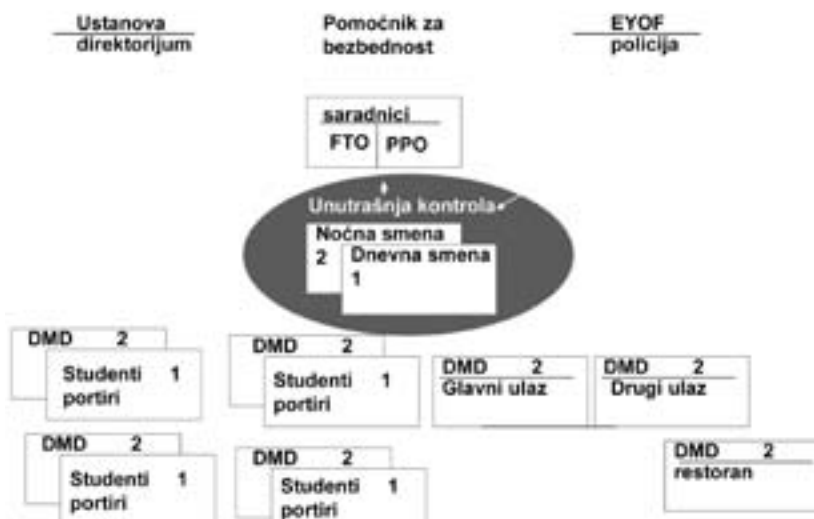 Ustanova
direktorijum
Pomoćnik za
bezbednost
EYOF
policija
saradnici
FTO PPO
Unutrašnja kontrola
Noćna smena
2
Dnevna smena
1
DMD 2
Studenti 1
portiri
DMD 2
Studenti 1
portiri
DMD 2
Glavni ulaz
DMD 2
Drugi ulaz
DMD 2
Studenti 1
portiri
DMD 2
Studenti 1
portiri
DMD 2
restoran